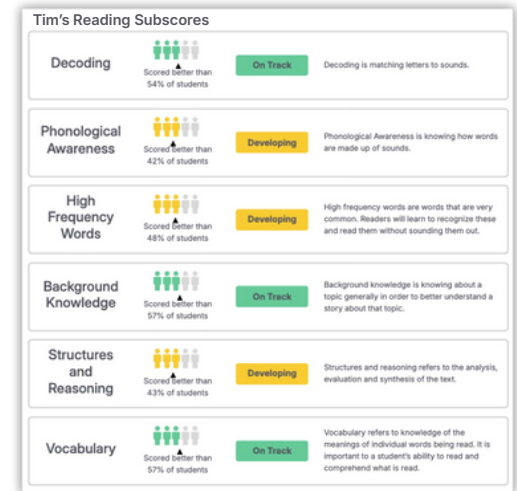 Tim’s Reading Subscores
Decoding
Scored better than
54% of students
On Track
Decoding is matching letters to sounds.
Phonological
Awareness
Scored better than
42% of students
Developing
Phonological Awareness is knowing how words
are made up of sounds.
High
Frequency
Words
Scored better than
48% of students
Developing
High frequency words are words that are very
common. Readers will learn to recognize these
and read them without sounding them out.
Background
Knowledge
Scored better than
57% of students
On Track
Background knowledge is knowing about a
topic generally in order to better understand a
story about that topic.
Structures
and
Reasoning
Scored better than
43% of students
Developing
Structures and reasoning refers to the analysis,
evaluation and synthesis of the text.
Vocabulary
Scored better than
57% of students
On Track
Vocabulary refers to knowledge of the
meanings of individual words being read. It is
important to a student's ability to read and
comprehend what is read.